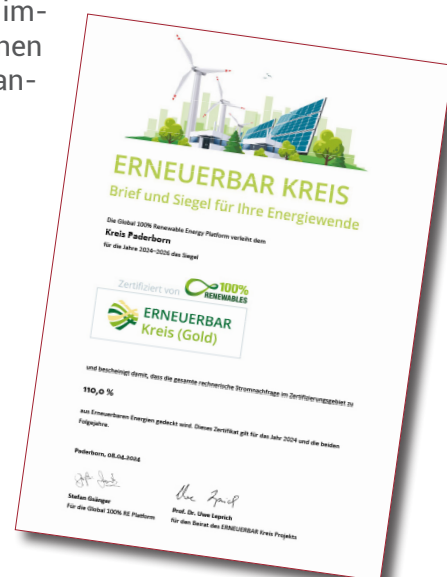 im-
nen
an-
ERNEUERBAR KREIS
Brief und Siegel für Ihre Energiewende
Die Global 100% Renewable Energy Platform verleiht dem
Kreis Paderborn
für die Jahre 2024–2026 das Siegel
Zertifiziert von
100%
RENEWABLES
ERNEUERBAR
Kreis (Gold)
und bescheinigt damit, dass die gesamte rechnerische Stromnachfrage im Zertifizierungsgebiet zu
110,0 %
aus Erneuerbaren Energien gedeckt wird. Dieses Zertifikat gilt für das Jahr 2024 und die beiden
Folgejahre.
Paderborn, 08.04.2024
Stefan Gsänger
Für die Global 100% RE Platform
Prof. Dr. Uwe Leprich
für den Beirat des ERNEUERBAR Kreis Projekts